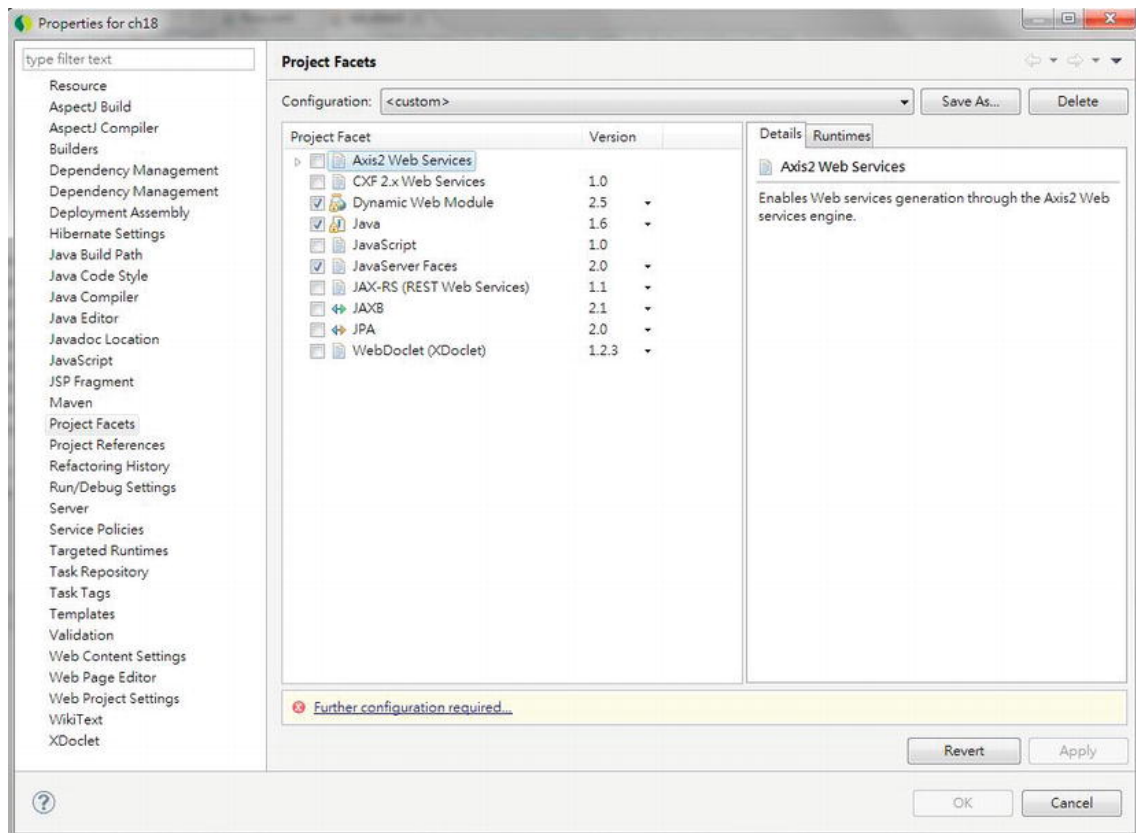 Properties for ch18
type filter text
Resource
AspectJ Build
AspectJ Compiler
Builders
Dependency Management
Dependency Management
Deployment Assembly
Hibernate Settings
Java Build Path
Java Code Style
Java Compiler
Java Editor
Javadoc Location
JavaScript
JSP Fragment
Maven
Project Facets
Project References
Refactoring History
Run/Debug Settings
Server
Service Policies
Targeted Runtimes
Task Repository
Task Tags
Templates
Validation
Web Content Settings
Web Page Editor
Web Project Settings
WikiText
XDoclet
Project Facets
Configuration: <custom> Save As... Delete
Project Facet Version
Axis2 Web Services
CXF 2.x Web Services 1.0
Dynamic Web Module 2.5
Java 1.6
JavaScript 1.0
JavaServer Faces 2.0
JAX-RS (REST Web Services) 1.1
JAXB 2.1
JPA 2.0
WebDoclet (XDoclet) 1.2.3
Details Runtimes
Axis2 Web Services
Enables Web services generation through the Axis2 Web
services engine.
Further configuration required...
Revert Apply
OK Cancel